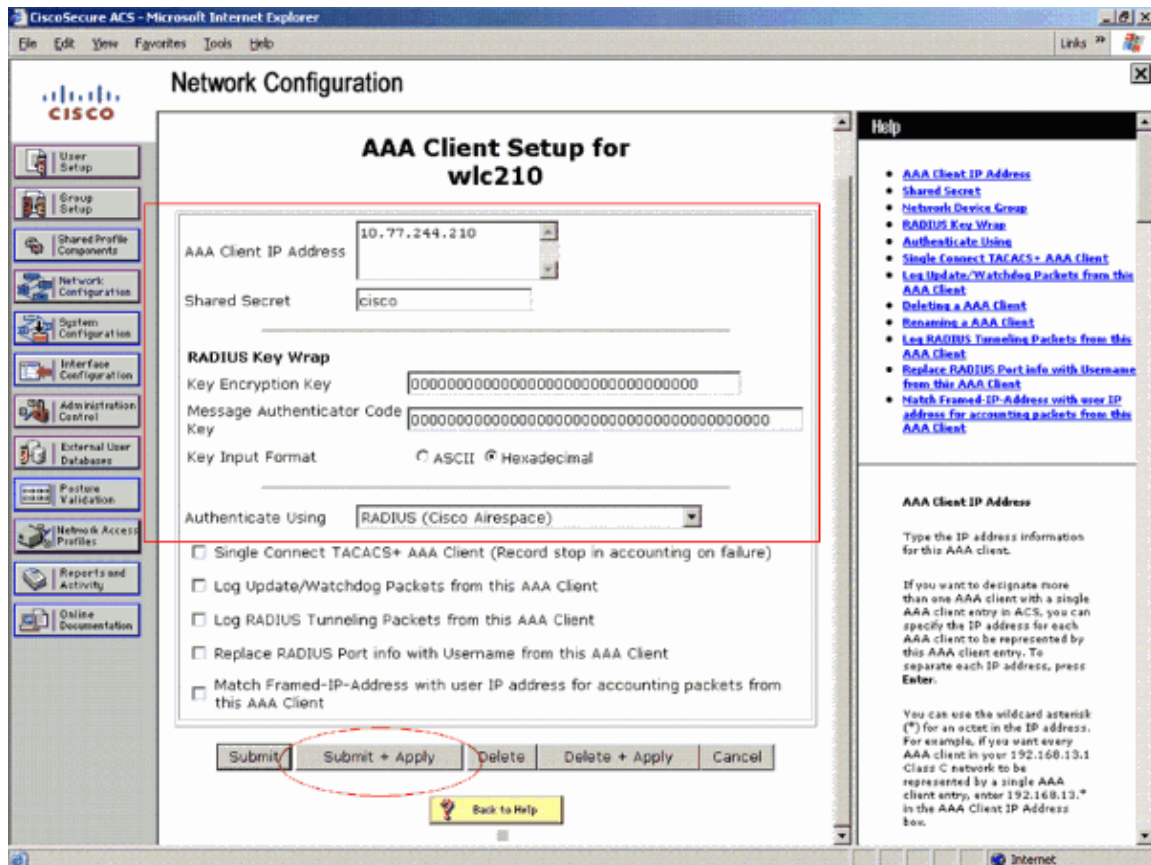 CiscoSecure ACS - Microsoft Internet Explorer
File Edit View Favorites Tools Help
Links »
CISCO
Network Configuration
User
Setup
Group
Setup
Shared Profile
Components
Network
Configuration
System
Configuration
Interface
Configuration
Administration
Control
External User
Databases
Posture
Validation
Network Access
Profiles
Reports and
Activity
Online
Documentation
AAA Client Setup for
wlc210
AAA Client IP Address
10.77.244.210
Shared Secret
cisco
RADIUS Key Wrap
Key Encryption Key
00000000000000000000000000000000
Message Authenticator Code
Key
0000000000000000000000000000000000000000
Key Input Format
ASCII Hexadecimal
Authenticate Using
RADIUS (Cisco Airespace)
Single Connect TACACS+ AAA Client (Record stop in accounting on failure)
Log Update/Watchdog Packets from this AAA Client
Log RADIUS Tunneling Packets from this AAA Client
Replace RADIUS Port info with Username from this AAA Client
Match Framed-IP-Address with user IP address for accounting packets from
this AAA Client
Submit Submit + Apply Delete Delete + Apply Cancel
? Back to Help
Help
AAA Client IP Address
Shared Secret
Network Device Group
RADIUS Key Wrap
Authenticate Using
Single Connect TACACS+ AAA Client
Log Update/Watchdog Packets from this
AAA Client
Deleting a AAA Client
Renaming a AAA Client
Log RADIUS Tunneling Packets from this
AAA Client
Replace RADIUS Port info with Username
from this AAA Client
Match Framed-IP-Address with user IP
address for accounting packets from this
AAA Client
AAA Client IP Address
Type the IP address information
for this AAA client.
If you want to designate more
than one AAA client with a single
AAA client entry in ACS, you can
specify the IP address for each
AAA client to be represented by
this AAA client entry. To
separate each IP address, press
Enter.
You can use the wildcard asterisk
(*) for an octet in the IP address.
For example, if you want every
AAA client in your 192.168.13.1
Class C network to be
represented by a single AAA
client entry, enter 192.168.13.*
in the AAA Client IP Address
box.
Internet